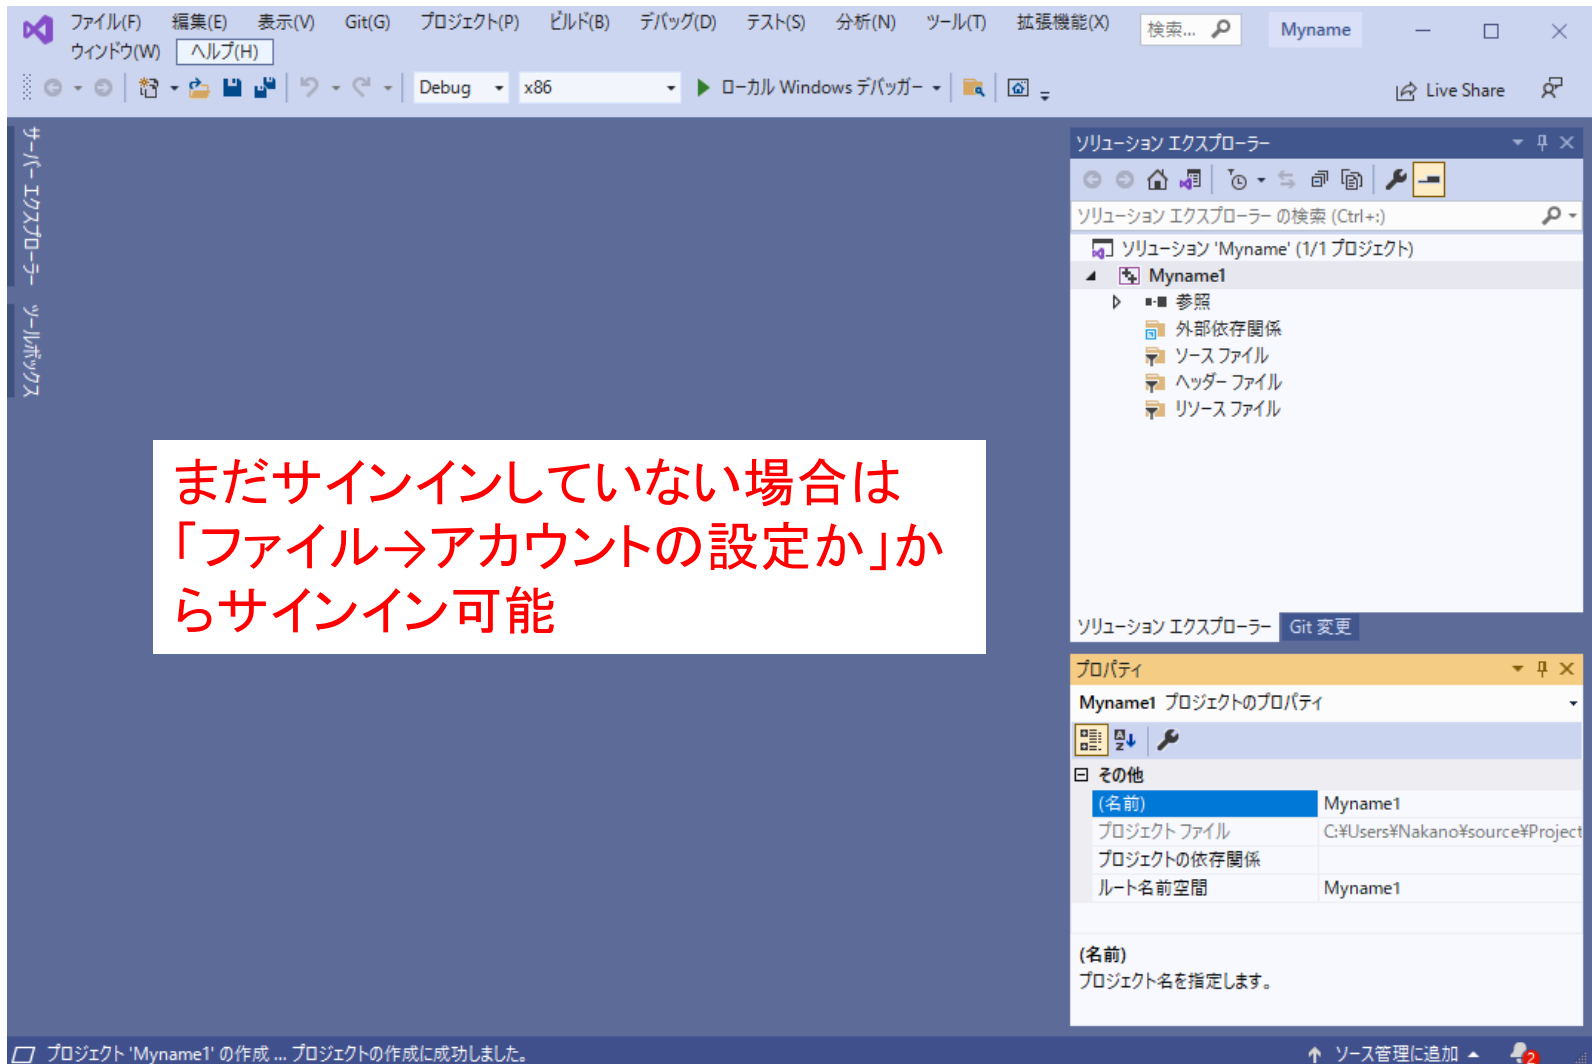 ファイル(F) 編集(E) 表示(V) Git(G) プロジェクト(P) ビルド(B) デバッグ(D) テスト(S) 分析(N) ツール(T) 拡張機能(X) 検索... Myname
ウィンドウ(W) ヘルプ(H)
Debug x86 ローカル Windows デバッガー Live Share
サーバー エクスプローラー
ツールボックス
まだサインインしていない場合は
「ファイル→アカウントの設定か」か
らサインイン可能
ソリューション エクスプローラー
ソリューション エクスプローラー の検索 (Ctrl+:)
ソリューション 'Myname' (1/1 プロジェクト)
Myname1
参照
外部依存関係
ソース ファイル
ヘッダー ファイル
リソース ファイル
ソリューション エクスプローラー Git 変更
プロパティ
Myname1 プロジェクトのプロパティ
その他
(名前) Myname1
プロジェクト ファイル C:¥Users¥Nakano¥source¥Project
プロジェクトの依存関係
ルート名前空間 Myname1
(名前)
プロジェクト名を指定します。
プロジェクト 'Myname1' の作成 ... プロジェクトの作成に成功しました。 ソース管理に追加 2